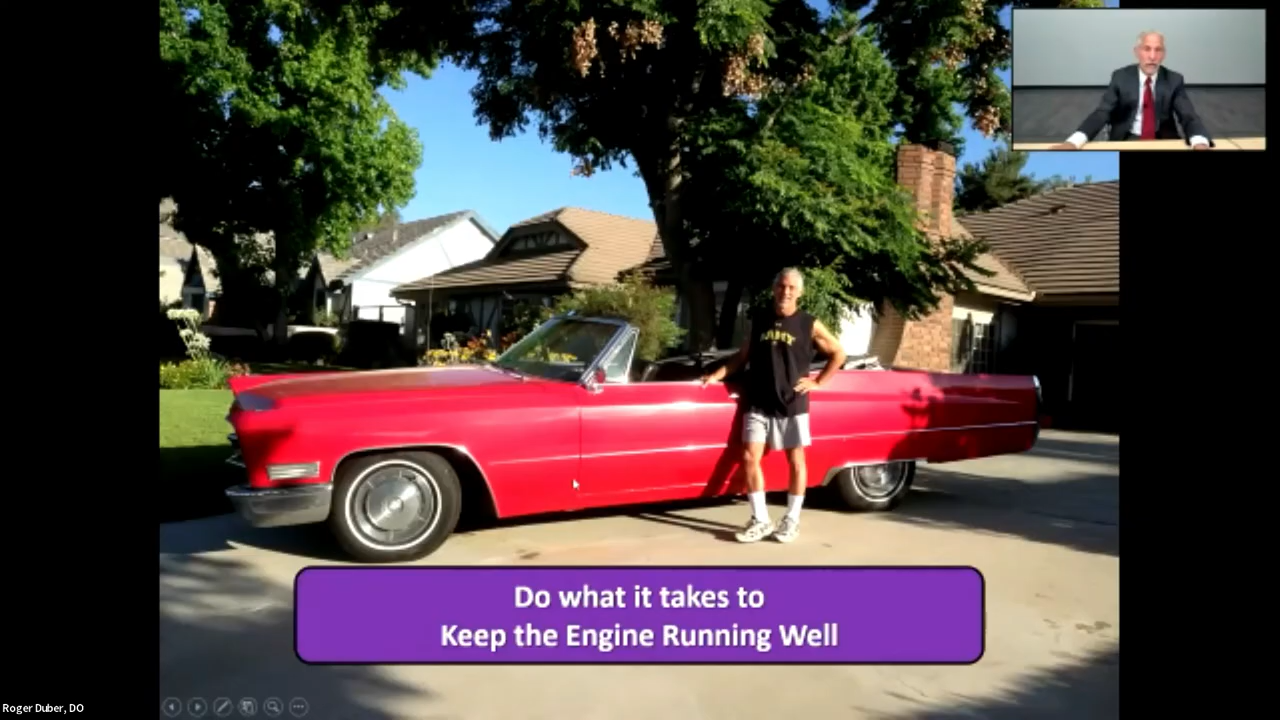 Do what it takes to
Keep the Engine Running Well
Roger Duber, DO